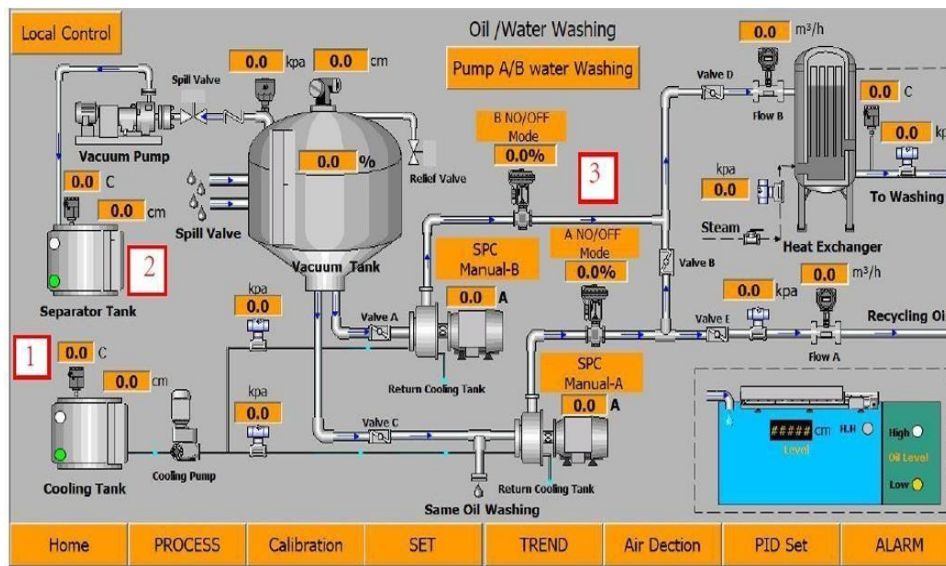 Local Control
Oil /Water Washing
Pump A/B water Washing
Spill Valve
0.0 kpa
0.0 cm
Vacuum Pump
0.0 %
Relief Valve
B NO/OFF
Mode
0.0%
3
Valve D
0.0 m³/h
Flow B
0.0 C
0.0 kp
kpa
0.0
To Washing
Steam
Heat Exchanger
0.0 C
0.0 cm
2
Separator Tank
Spill Valve
Vacuum Tank
A NO/OFF
Mode
0.0%
Valve B
SPC
Manual-B
0.0 A
kpa
0.0
Valve A
Return Cooling Tank
0.0 kpa
Valve E
0.0 m³/h
Flow A
Recycling Oil
1
0.0 C
0.0 cm
Cooling Tank
Cooling Pump
kpa
0.0
Valve C
SPC
Manual-A
0.0 A
Return Cooling Tank
Same Oil Washing
##### cm
Level
H.H
High
Oil Level
Low
Home
PROCESS
Calibration
SET
TREND
Air Dection
PID Set
ALARM